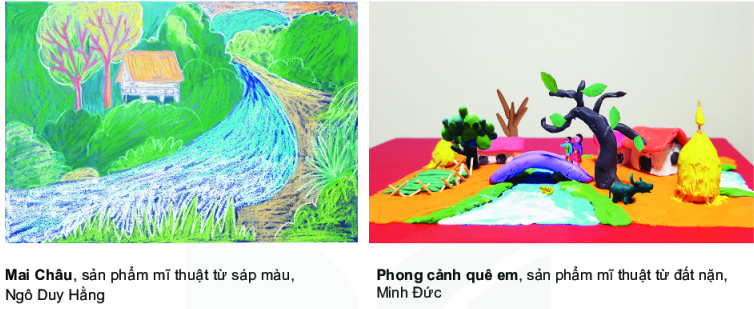 Mai Châu, sản phẩm mĩ thuật từ sáp màu,
Ngô Duy Hằng
Phong cảnh quê em, sản phẩm mĩ thuật từ đất nặn,
Minh Đức